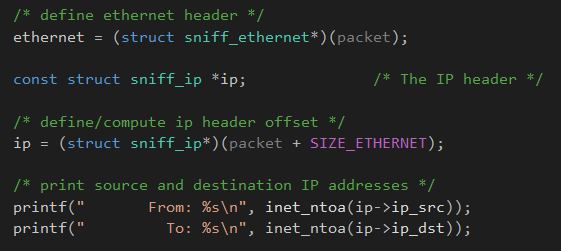 /* define ethernet header */
ethernet = (struct sniff_ethernet*)(packet);
const struct sniff_ip *ip;              /* The IP header */
/* define/compute ip header offset */
ip = (struct sniff_ip*)(packet + SIZE_ETHERNET);
/* print source and destination IP addresses */
printf("       From: %s\n", inet_ntoa(ip->ip_src));
printf("         To: %s\n", inet_ntoa(ip->ip_dst));